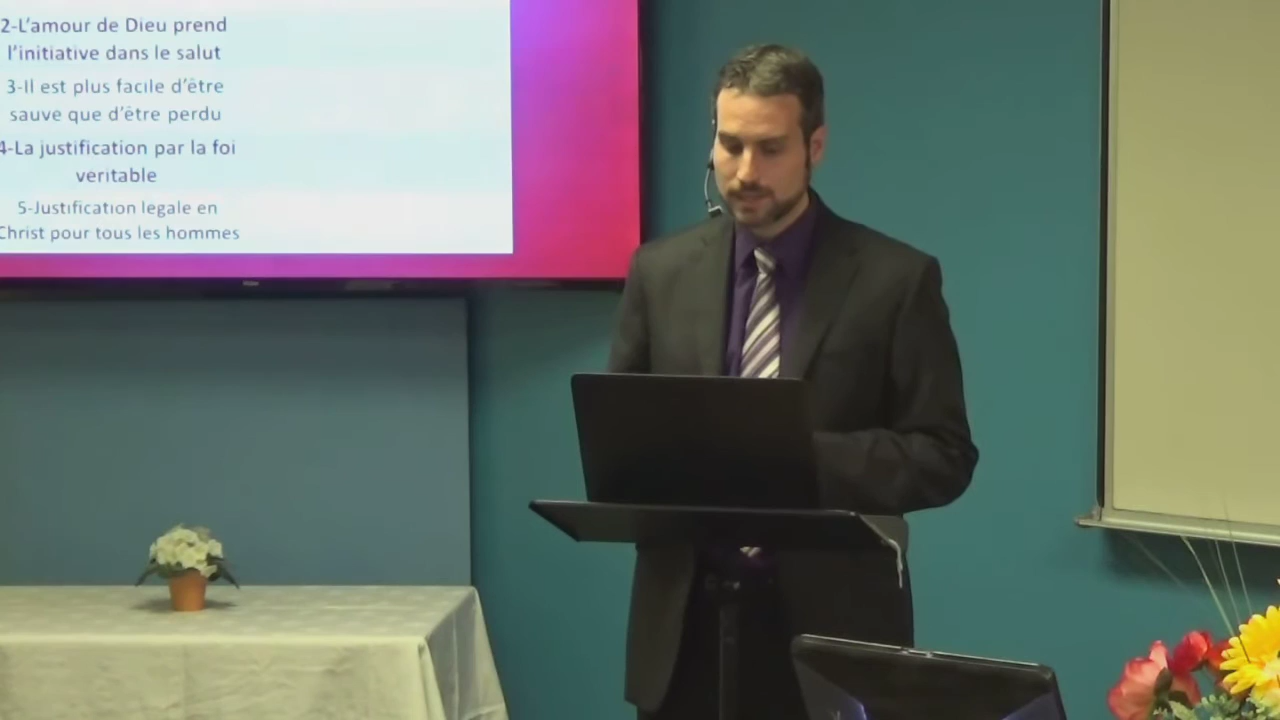 2-L'amour de Dieu prend
l'initiative dans le salut
3-Il est plus facile d'être
sauve que d'être perdu
4-La justification par la foi
veritable
5-Justification legale en
Christ pour tous les hommes